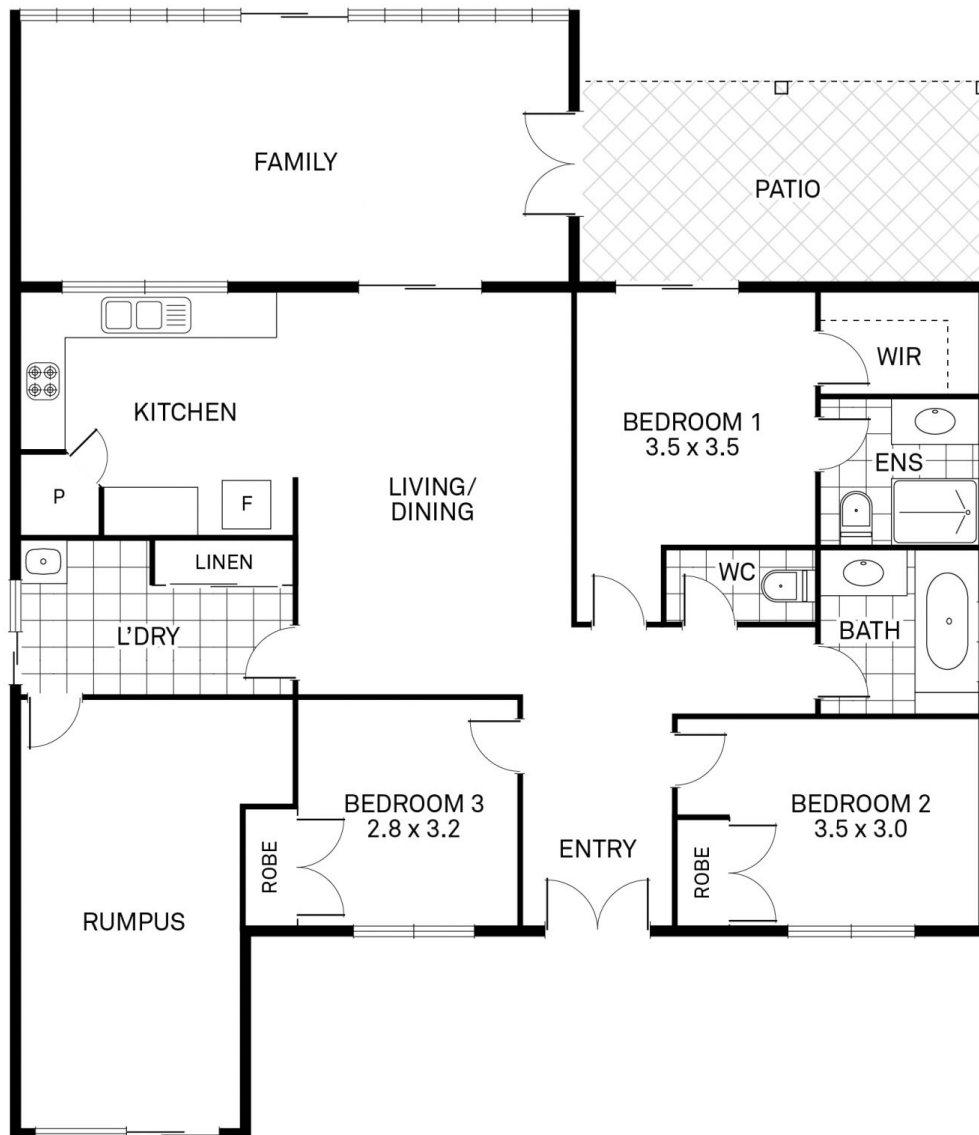 FAMILY
PATIO
WIR
KITCHEN
BEDROOM 1
3.5 x 3.5
ENS
P
F
LIVING/
DINING
LINEN
WC
L'DRY
BATH
BEDROOM 3
2.8 x 3.2
BEDROOM 2
3.5 x 3.0
ROBE
ENTRY
ROBE
RUMPUS